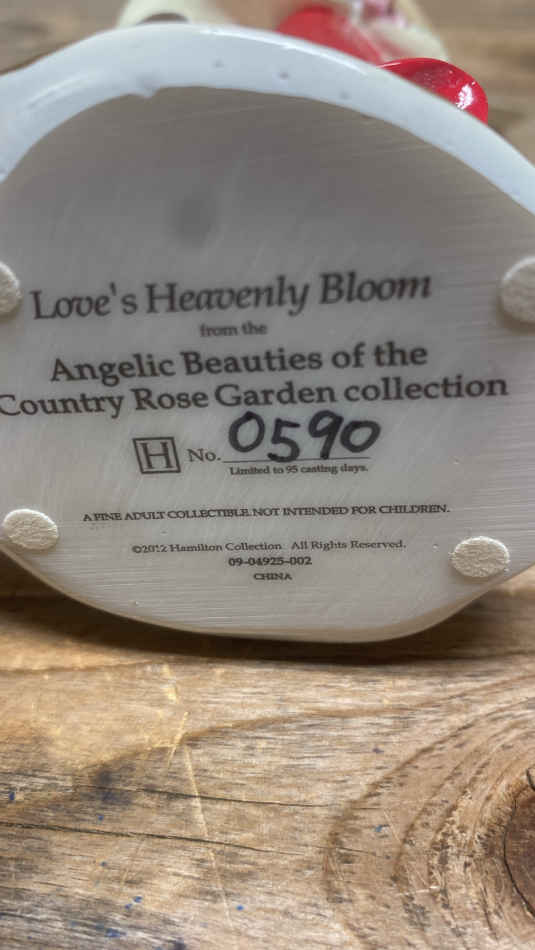 Love's Heavenly Bloom
from the
Angelic Beauties of the
Country Rose Garden collection
H No. 0590
Limited to 95 casting days.
A FINE ADULT COLLECTIBLE. NOT INTENDED FOR CHILDREN.
©2012 Hamilton Collection All Rights Reserved.
09-04925-002
CHINA